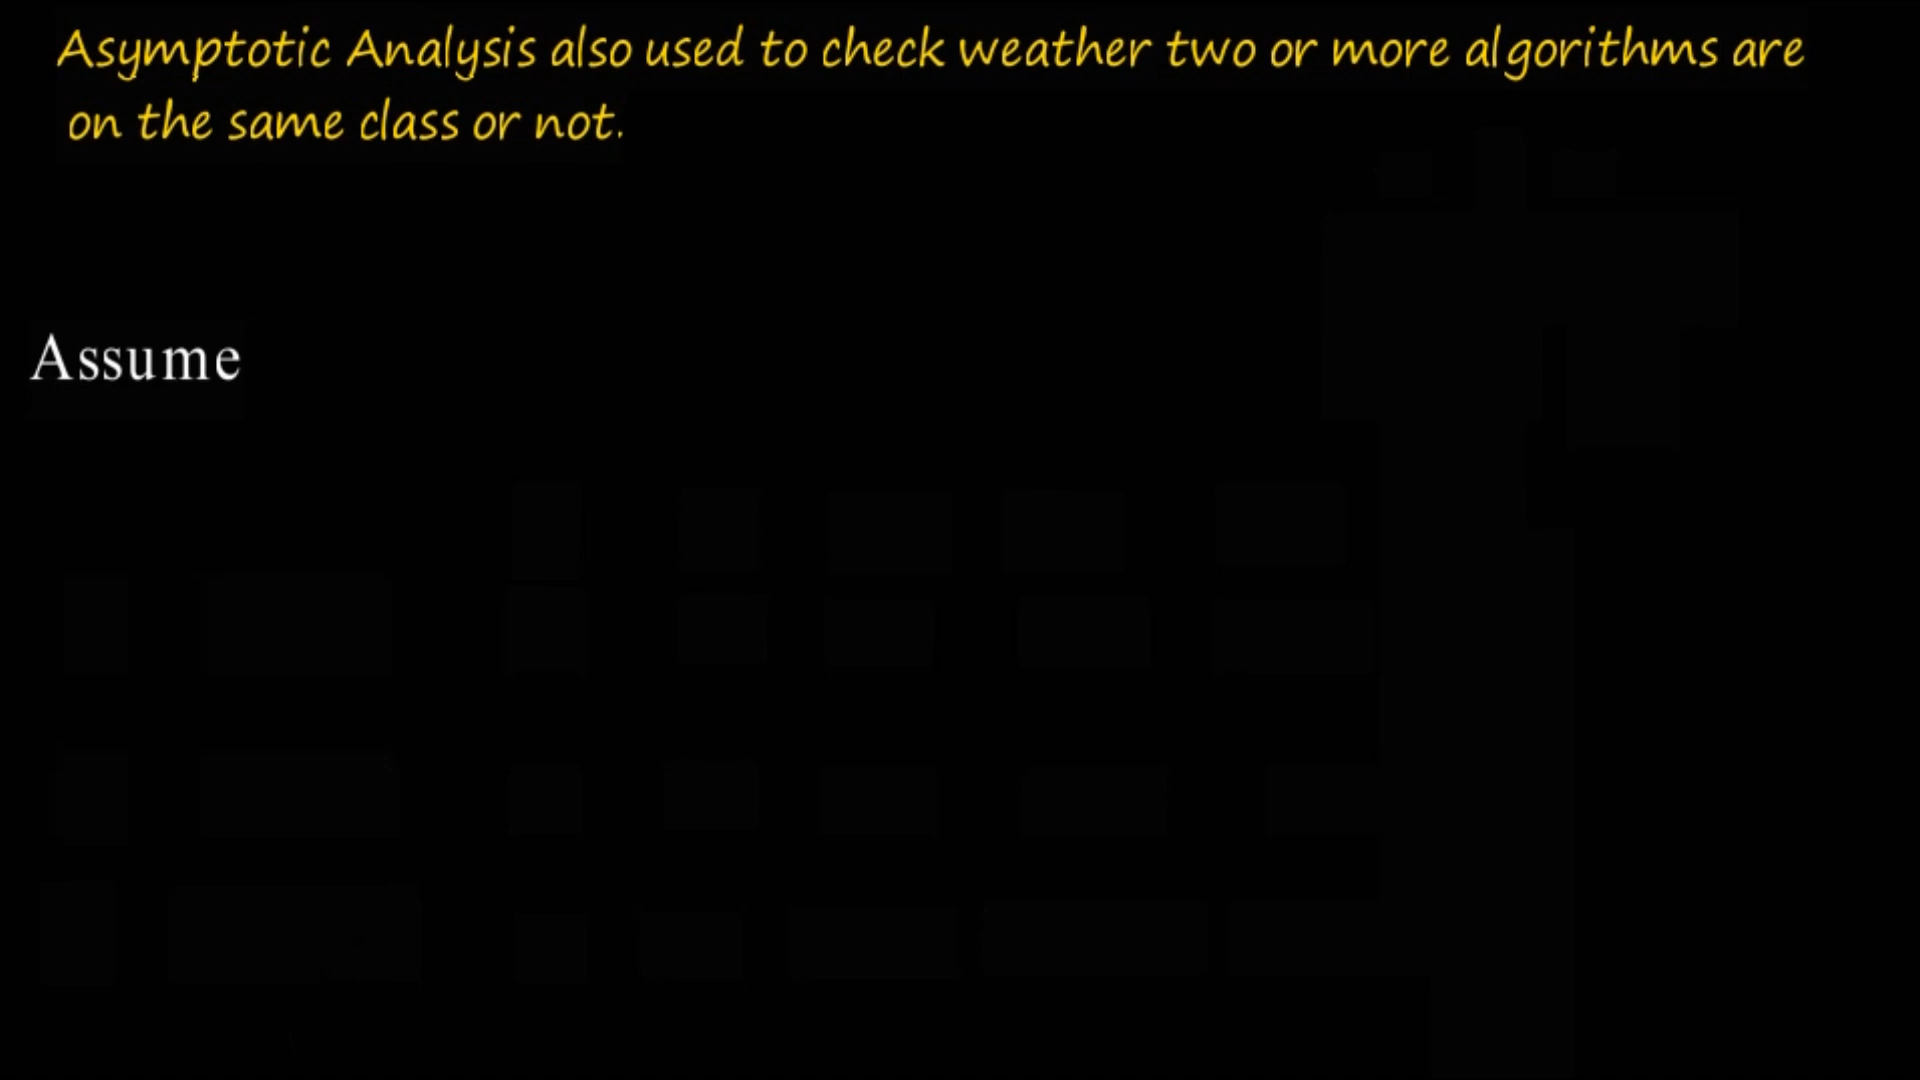 Asymptotic Analysis also used to check weather two or more algorithms are
on the same class or not.
Assume